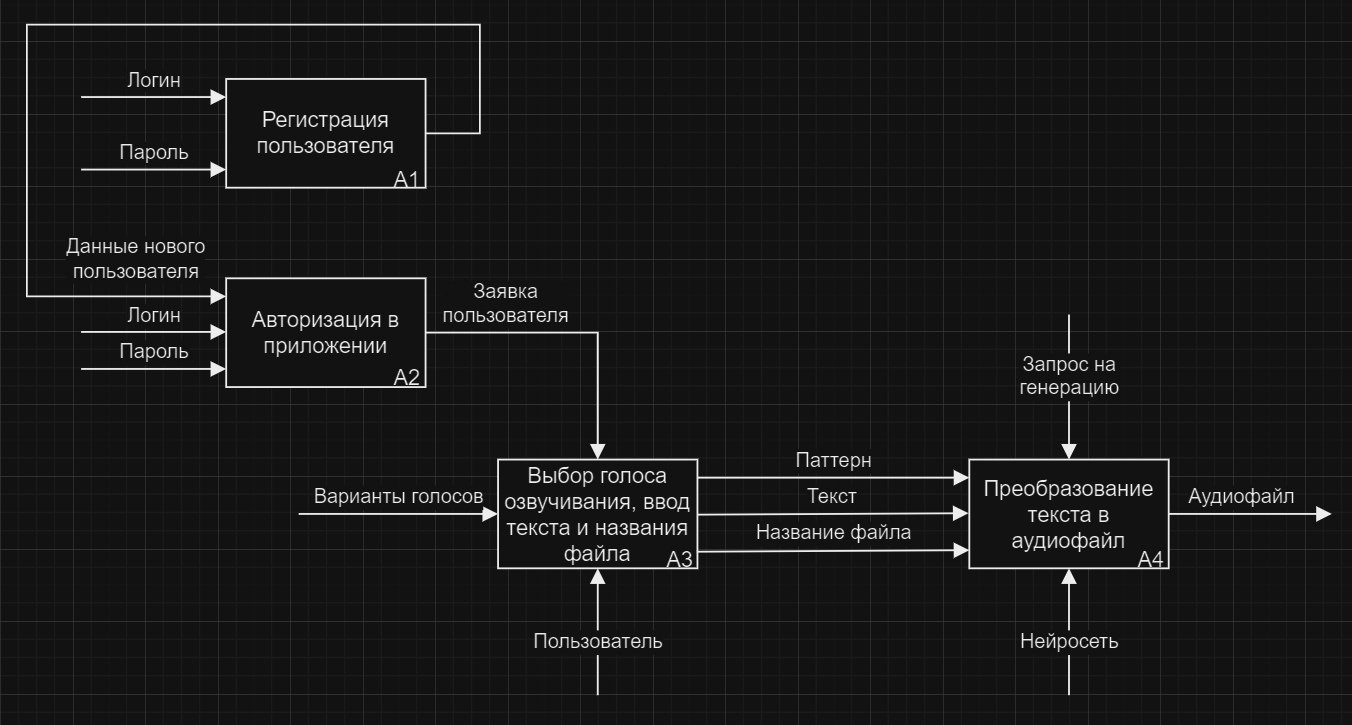 Логин
Пароль
Регистрация
пользователя
A1
Данные нового
пользователя
Логин
Пароль
Авторизация в
приложении
A2
Заявка
пользователя
Варианты голосов
Выбор голоса
озвучивания, ввод
текста и названия
файла
A3
Пользователь
Паттерн
Текст
Название файла
Запрос на
генерацию
Преобразование
текста в
аудиофайл
A4
Нейросеть
Аудиофайл